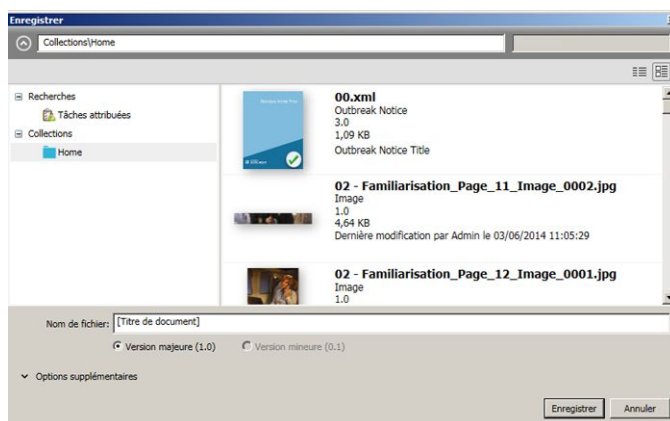 Enregistrer
Collections\Home
Recherches
Tâches attribuées
Collections
Home
00.xml
Outbreak Notice
3.0
1,09 KB
Outbreak Notice Title
02 - Familiarisation_Page_11_Image_0002.jpg
Image
1.0
4,64 KB
Dernière modification par Admin le 03/06/2014 11:05:29
02 - Familiarisation_Page_12_Image_0001.jpg
Image
1.0
Nom de fichier: [Titre de document]
Version majeure (1.0) Version mineure (0.1)
Options supplémentaires
Enregistrer Annuler